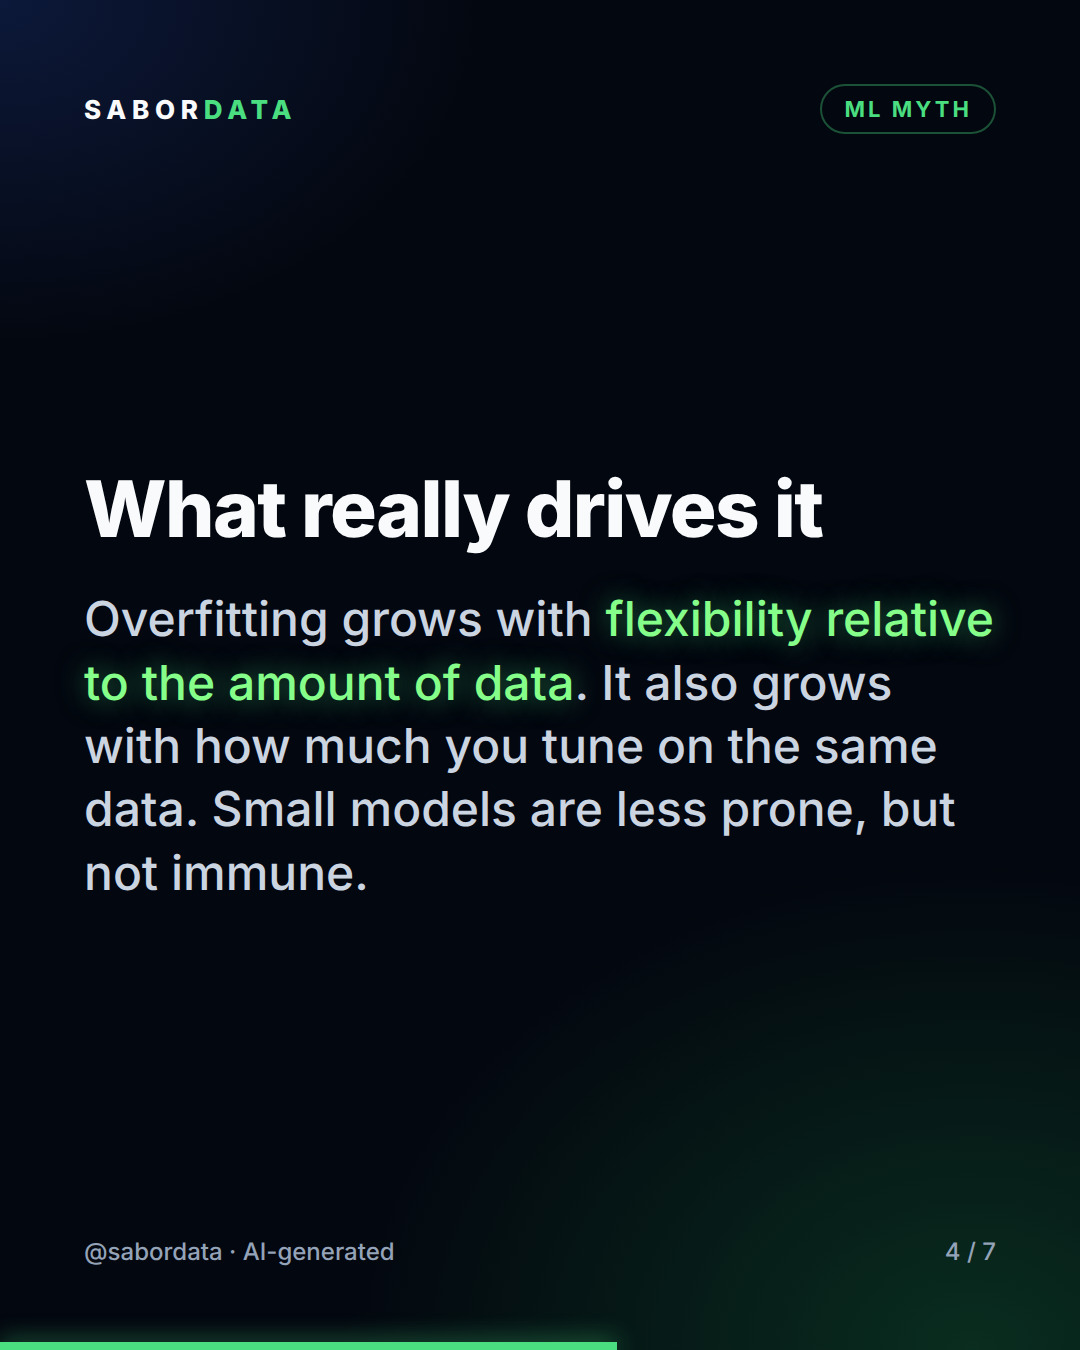 SABORDATA
ML MYTH
What really drives it
Overfitting grows with flexibility relative
to the amount of data. It also grows
with how much you tune on the same
data. Small models are less prone, but
not immune.
@sabordata · AI-generated
4 / 7